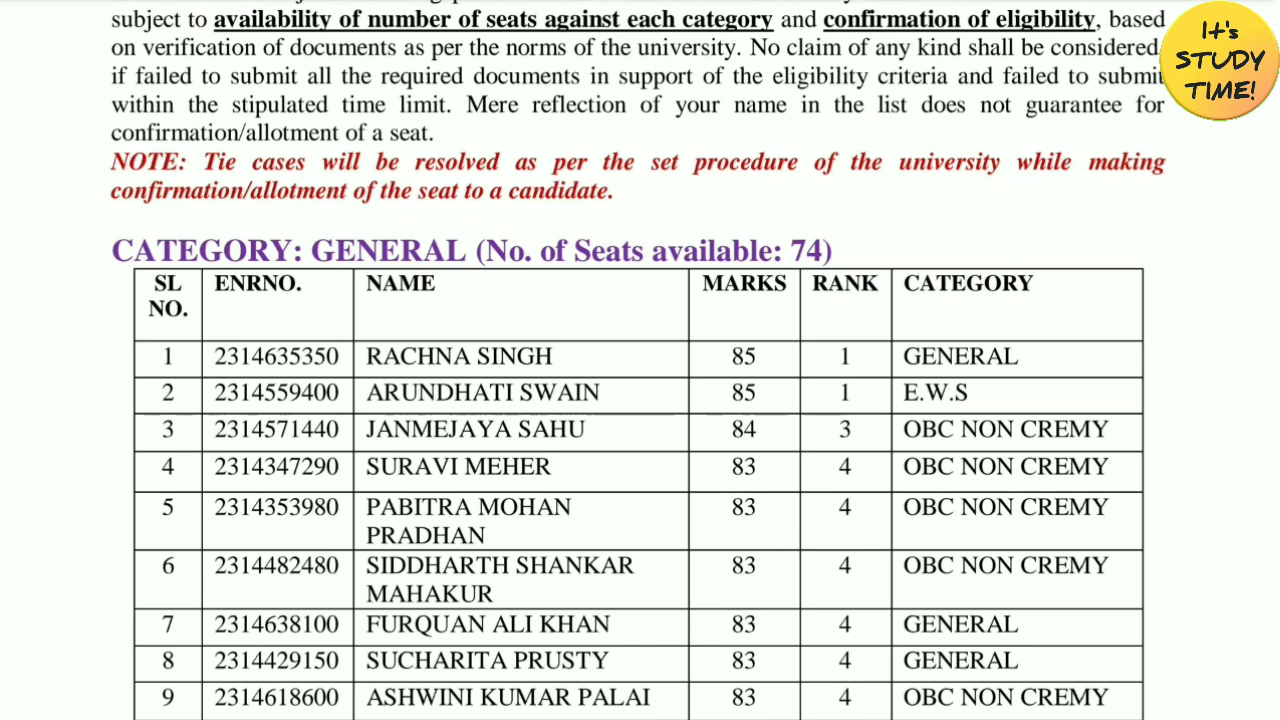 subject to availability of number of seats against each category and confirmation of eligibility, based
on verification of documents as per the norms of the university. No claim of any kind shall be considered
if failed to submit all the required documents in support of the eligibility criteria and failed to submit
within the stipulated time limit. Mere reflection of your name in the list does not guarantee for
confirmation/allotment of a seat.
NOTE: Tie cases will be resolved as per the set procedure of the university while making
confirmation/allotment of the seat to a candidate.
It's
STUDY
TIME!
CATEGORY: GENERAL (No. of Seats available: 74)
SL NO. ENRNO. NAME MARKS RANK CATEGORY
1 2314635350 RACHNA SINGH 85 1 GENERAL
2 2314559400 ARUNDHATI SWAIN 85 1 E.W.S
3 2314571440 JANMEJAYA SAHU 84 3 OBC NON CREMY
4 2314347290 SURAVI MEHER 83 4 OBC NON CREMY
5 2314353980 PABITRA MOHAN PRADHAN 83 4 OBC NON CREMY
6 2314482480 SIDDHARTH SHANKAR MAHAKUR 83 4 OBC NON CREMY
7 2314638100 FURQUAN ALI KHAN 83 4 GENERAL
8 2314429150 SUCHARITA PRUSTY 83 4 GENERAL
9 2314618600 ASHWINI KUMAR PALAI 83 4 OBC NON CREMY